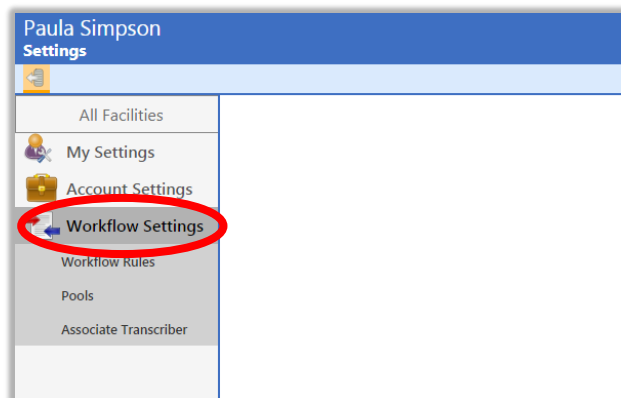 Paula Simpson
Settings
All Facilities
My Settings
Account Settings
Workflow Settings
Workflow Rules
Pools
Associate Transcriber